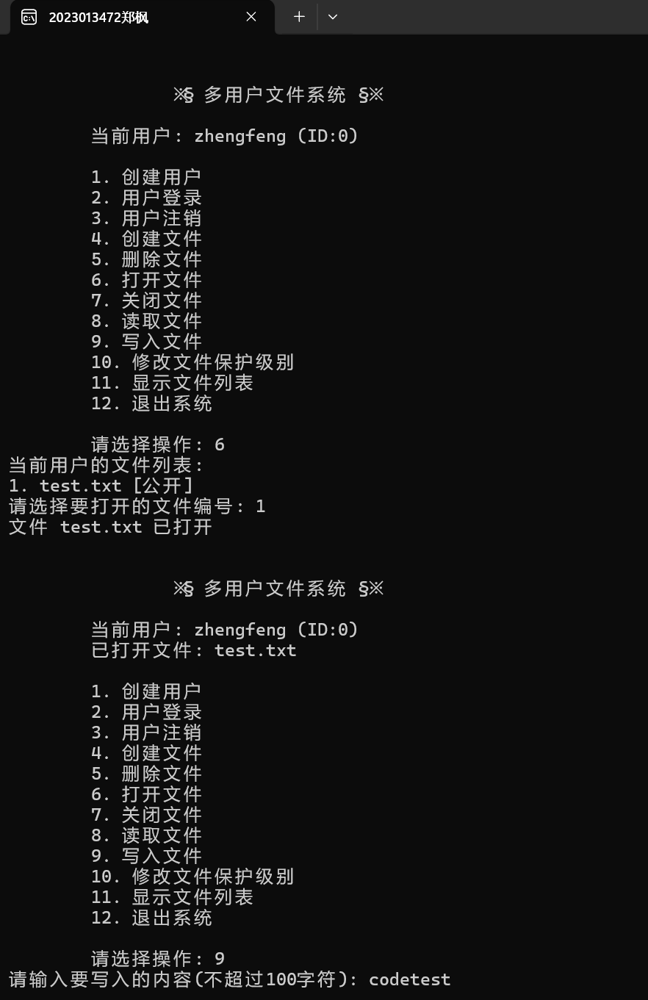 2023013472郑枫
※§ 多用户文件系统 §※
当前用户: zhengfeng (ID:0)
1. 创建用户
2. 用户登录
3. 用户注销
4. 创建文件
5. 删除文件
6. 打开文件
7. 关闭文件
8. 读取文件
9. 写入文件
10. 修改文件保护级别
11. 显示文件列表
12. 退出系统
请选择操作: 6
当前用户的文件列表:
1. test.txt [公开]
请选择要打开的文件编号: 1
文件 test.txt 已打开
※§ 多用户文件系统 §※
当前用户: zhengfeng (ID:0)
已打开文件: test.txt
1. 创建用户
2. 用户登录
3. 用户注销
4. 创建文件
5. 删除文件
6. 打开文件
7. 关闭文件
8. 读取文件
9. 写入文件
10. 修改文件保护级别
11. 显示文件列表
12. 退出系统
请选择操作: 9
请输入要写入的内容(不超过100字符): codetest